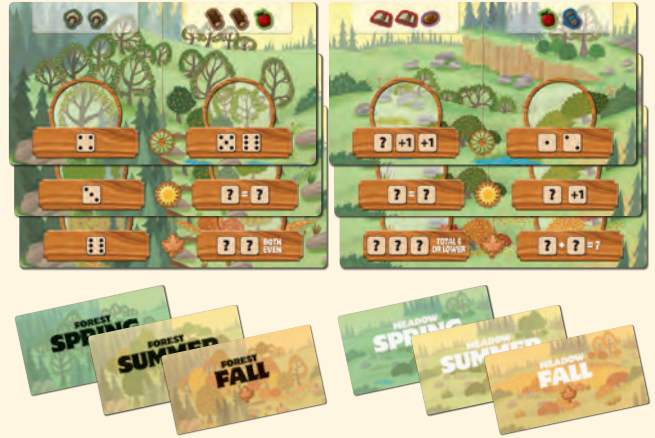 ? +1 +1
? = ?
? = ?
? +1
? ? BOTH
EVEN
? ? ? TOTAL 6
OR LOWER
? + ? = 7
FOREST
SPRING
FOREST
SUMMER
FOREST
FALL
MEADOW
SPRING
MEADOW
SUMMER
MEADOW
FALL